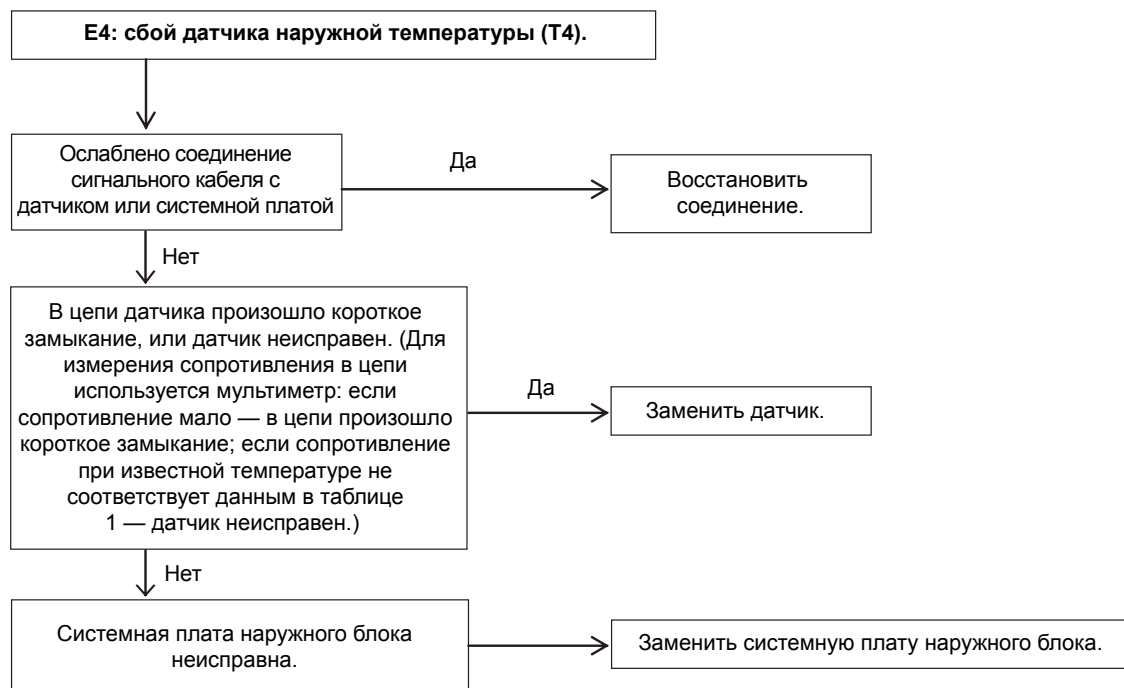 E4: сбой датчика наружной температуры (T4).
Ослаблено соединение
сигнального кабеля с
датчиком или системной платой
Да
Восстановить
соединение.
Нет
В цепи датчика произошло короткое
замыкание, или датчик неисправен. (Для
измерения сопротивления в цепи
используется мультиметр: если
сопротивление мало — в цепи произошло
короткое замыкание; если сопротивление
при известной температуре не
соответствует данным в таблице
1 — датчик неисправен.)
Да
Заменить датчик.
Нет
Системная плата наружного блока
неисправна.
Заменить системную плату наружного блока.